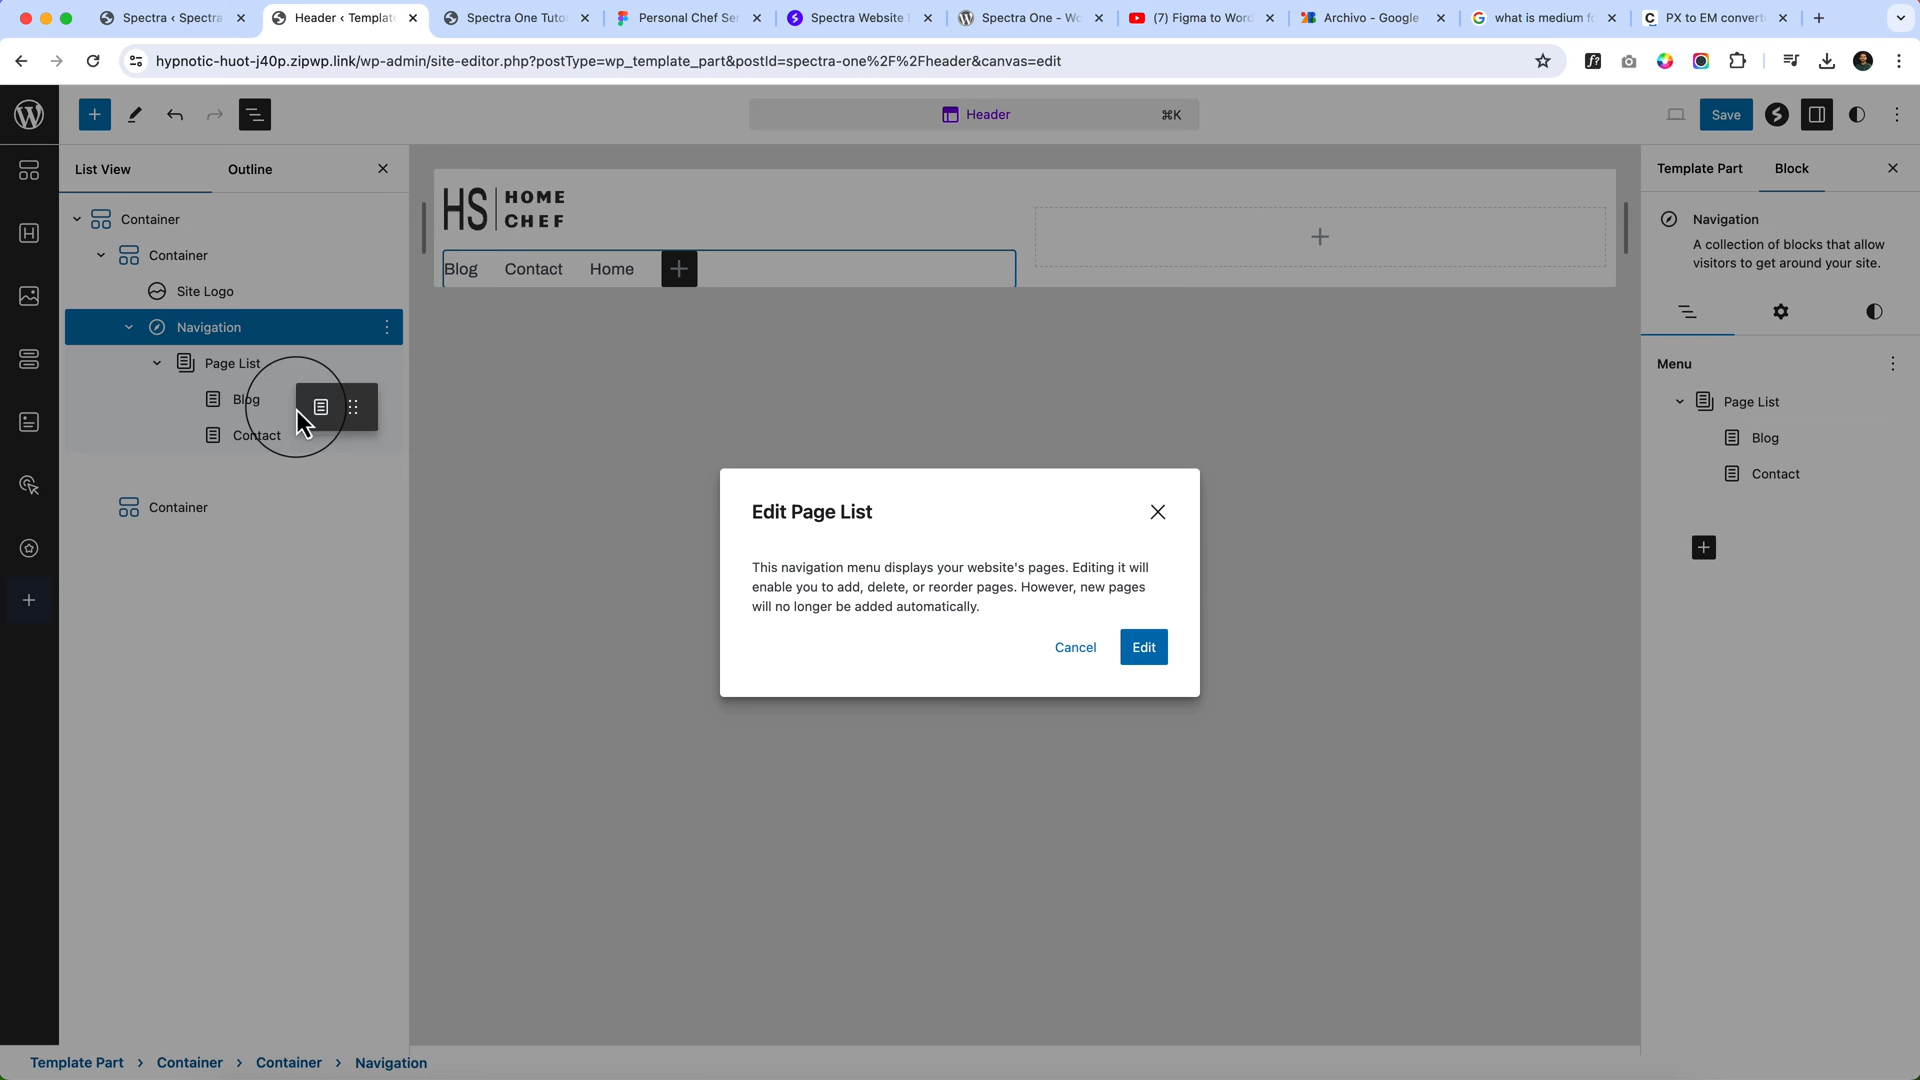 Spectra ‹ Spectra
Header ‹ Templat
Spectra One Tuto
Personal Chef Ser
Spectra Website
Spectra One - Wo
(7) Figma to Word
Archivo - Google
what is medium f
PX to EM convert
hypnotic-huot-j40p.zipwp.link/wp-admin/site-editor.php?postType=wp_template_part&postId=spectra-one%2F%2Fheader&canvas=edit
Header
⌘K
Save
List View
Outline
Container
Container
Site Logo
Navigation
Page List
Blog
Contact
Container
HS HOME
CHEF
Blog Contact Home
Edit Page List
This navigation menu displays your website's pages. Editing it will
enable you to add, delete, or reorder pages. However, new pages
will no longer be added automatically.
Cancel
Edit
Template Part
Block
Navigation
A collection of blocks that allow
visitors to get around your site.
Menu
Page List
Blog
Contact
Template Part › Container › Container › Navigation